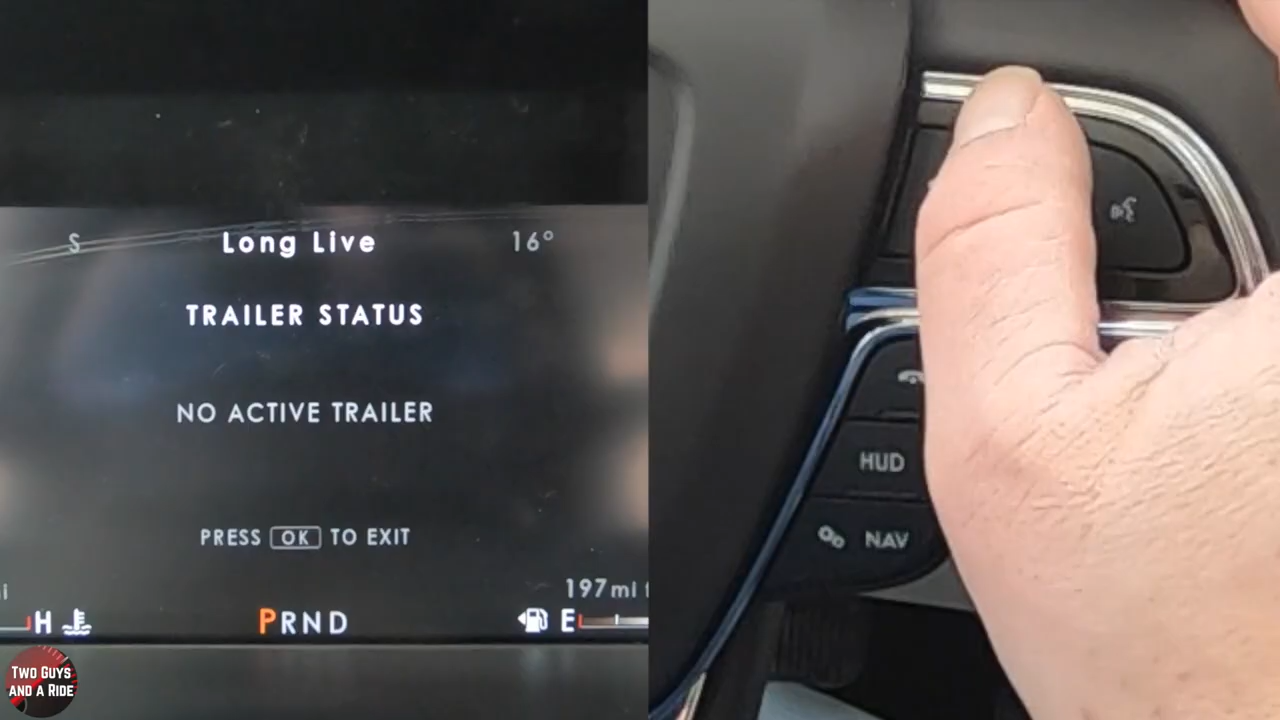 S Long Live 16°
TRAILER STATUS
NO ACTIVE TRAILER
PRESS OK TO EXIT
197mi
H PRND E
HUD
NAV
TWO GUYS
AND A RIDE